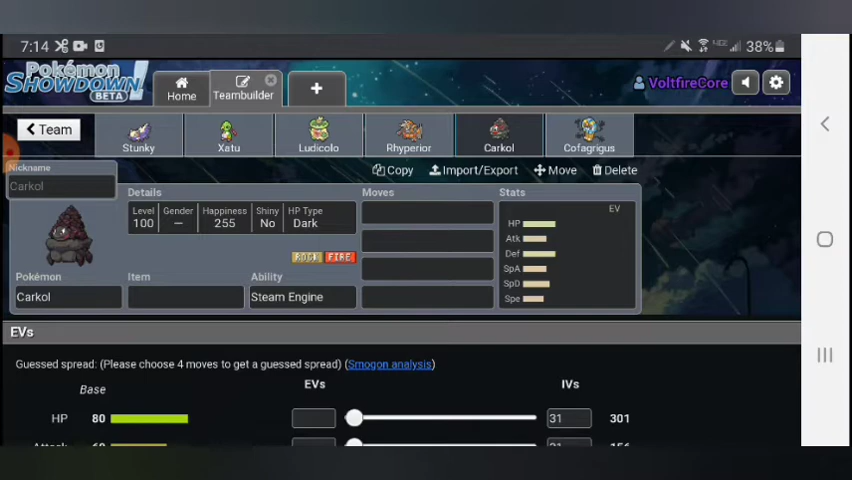 7:14 38%
Pokémon
SHOWDOWN!
BETA
Home
Teambuilder
+
VoltfireCore
Team
Stunky Xatu Ludicolo Rhyperior Carkol Cofagrigus
Copy Import/Export Move Delete
Nickname
Carkol
Details Moves Stats
Level Gender Happiness Shiny HP Type
100 — 255 No Dark
EV
HP
Atk
Def
SpA
SpD
Spe
ROCK FIRE
Pokémon Item Ability
Carkol Steam Engine
EVs
Guessed spread: (Please choose 4 moves to get a guessed spread) (Smogon analysis)
Base EVs IVs
HP 80 31 301